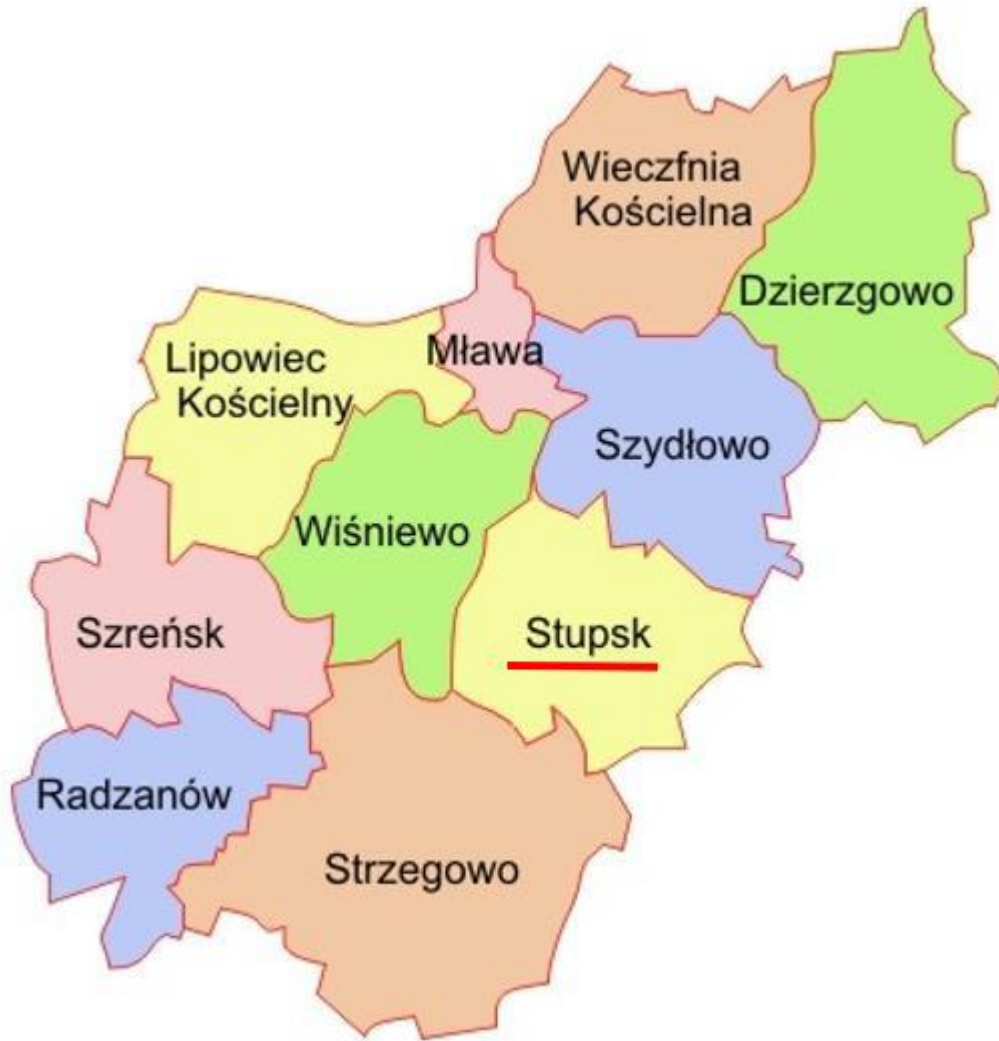 Wieczfnia
Kościelna
Dzierzgowo
Mława
Lipowiec
Kościelny
Szydłowo
Wiśniewo
Szreńsk
Stupsk
Radzanów
Strzegowo